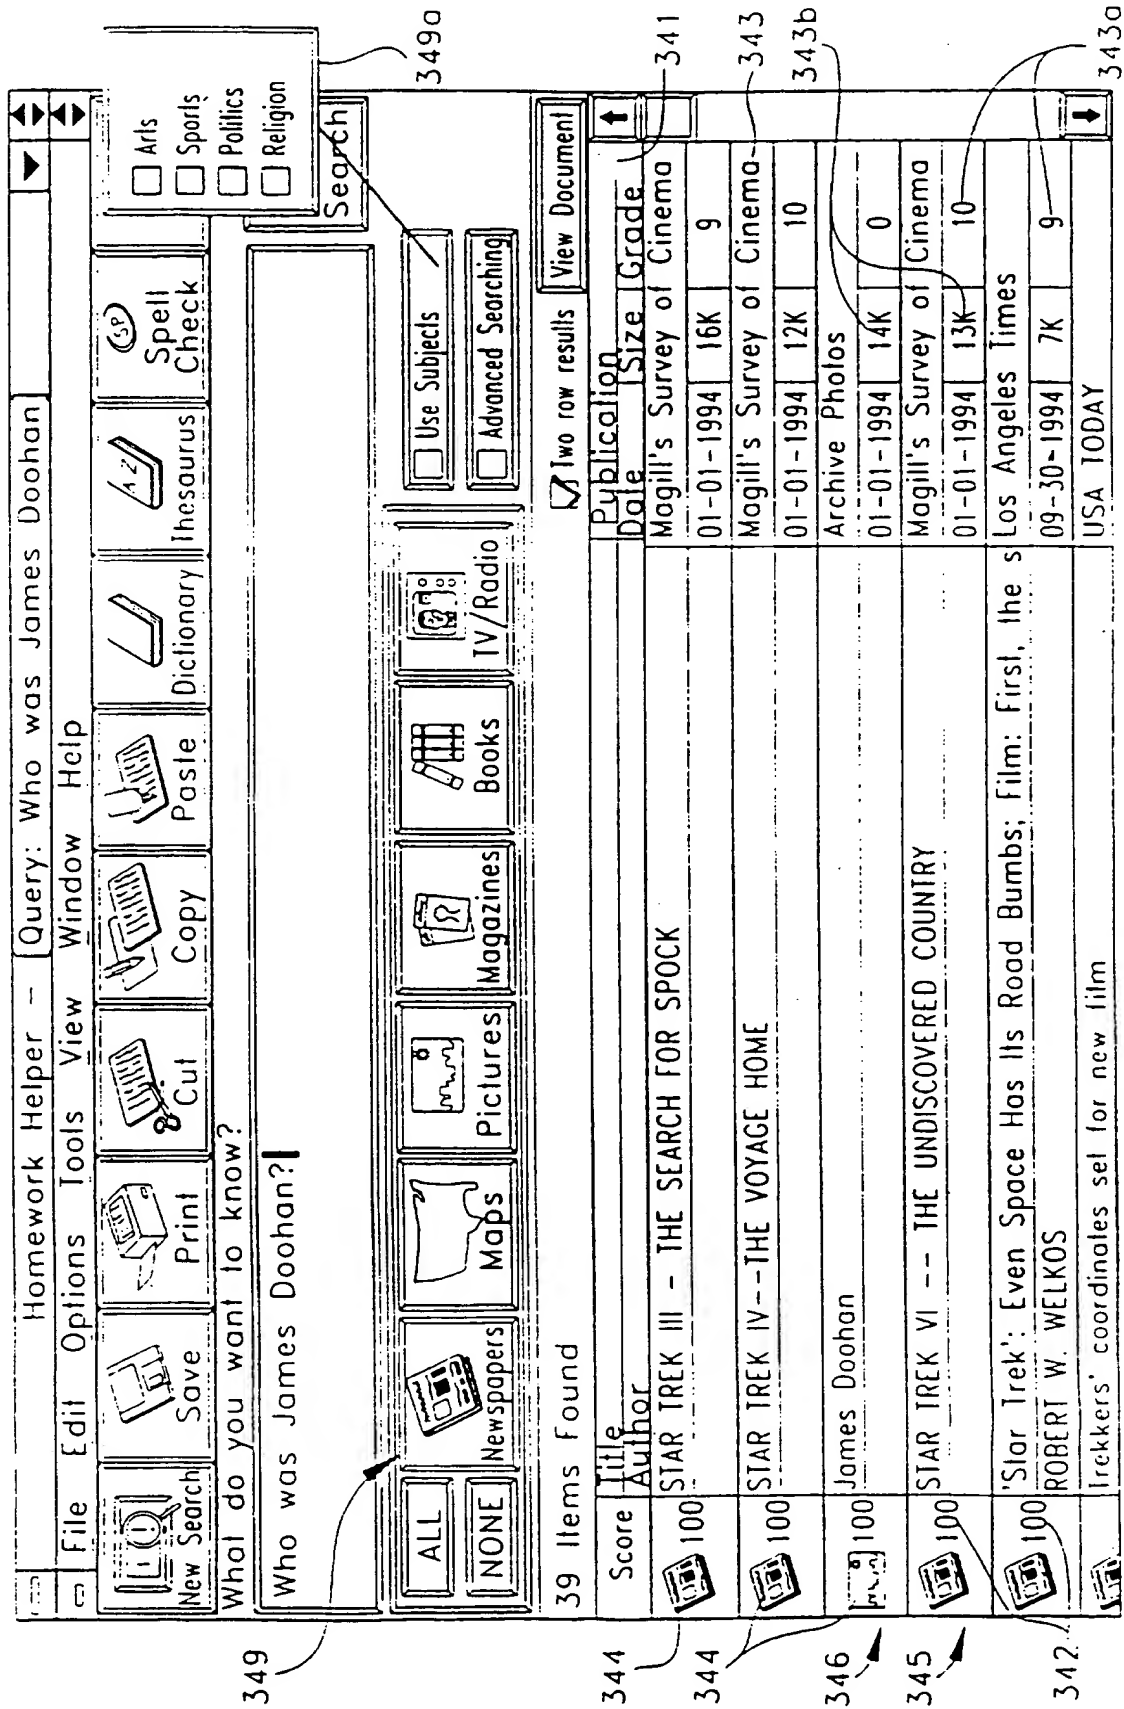 Homework Helper - Query: Who was James Doohan
File Edit Options Tools View Window Help
New Search Save Print Cut Copy Paste Dictionary Thesaurus Spell Check
Arts
Sports
Politics
Religion
349a
What do you want to know?
Who was James Doohan?
Search
349
ALL
NONE
Newspapers Maps Pictures Magazines Books TV/Radio
Use Subjects
Advanced Searching
39 Items Found
Two row results View Document
Score Title Publication
Author Date Size Grade
341
344 100 STAR TREK III - THE SEARCH FOR SPOCK Magill's Survey of Cinema
01-01-1994 16K 9
344 100 STAR TREK IV--THE VOYAGE HOME Magill's Survey of Cinema 343
01-01-1994 12K 10
343b
346 100 James Doohan Archive Photos
01-01-1994 14K 0
345 100 STAR TREK VI -- THE UNDISCOVERED COUNTRY Magill's Survey of Cinema
01-01-1994 13K 10
343a
342 100 'Star Trek': Even Space Has Its Road Bumbs; Film: First, the s Los Angeles Times
ROBERT W. WELKOS 09-30-1994 7K 9
Trekkers' coordinates set for new film USA TODAY